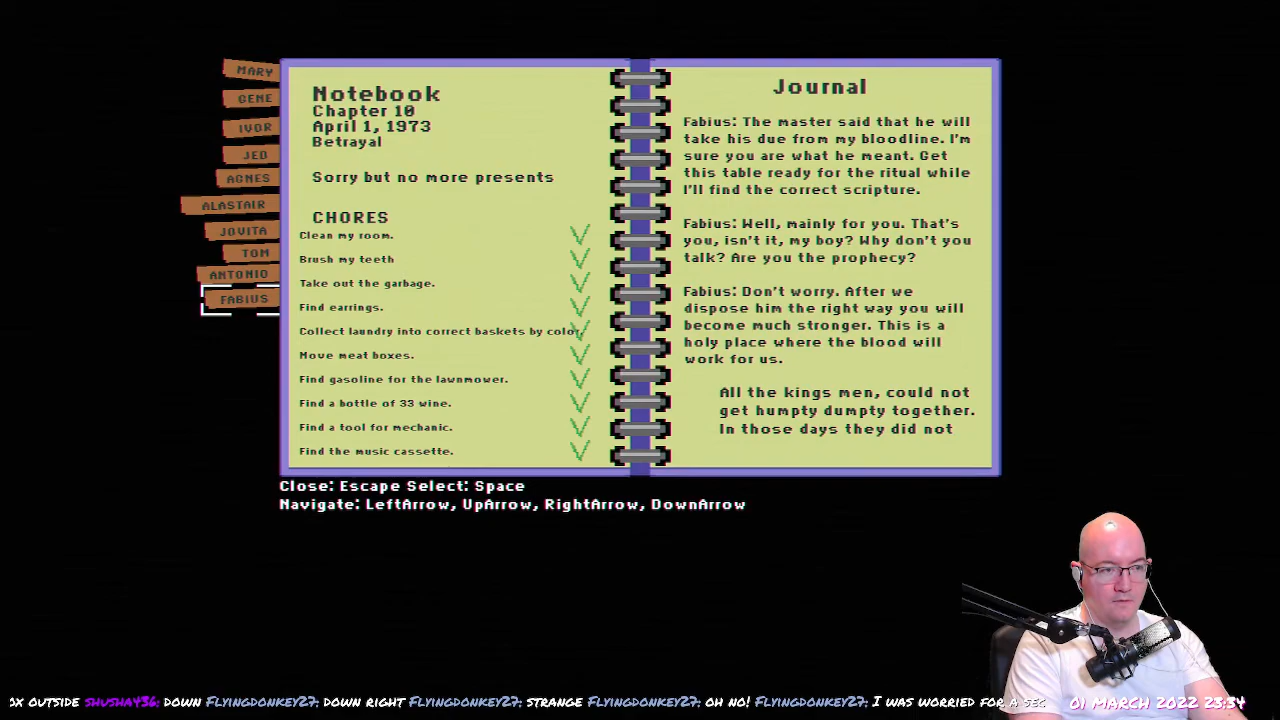 MARY
GENE
IVOR
JED
AGNES
ALASTAIR
JOVITA
TOM
ANTONIO
FABIUS
Notebook
Chapter 10
April 1, 1973
Betrayal
Sorry but no more presents
CHORES
Clean my room.
Brush my teeth
Take out the garbage.
Find earrings.
Collect laundry into correct baskets by color.
Move meat boxes.
Find gasoline for the lawnmower.
Find a bottle of 33 wine.
Find a tool for mechanic.
Find the music cassette.
Journal
Fabius: The master said that he will
take his due from my bloodline. I'm
sure you are what he meant. Get
this table ready for the ritual while
I'll find the correct scripture.
Fabius: Well, mainly for you. That's
you, isn't it, my boy? Why don't you
talk? Are you the prophecy?
Fabius: Don't worry. After we
dispose him the right way you will
become much stronger. This is a
holy place where the blood will
work for us.
All the kings men, could not
get humpty dumpty together.
In those days they did not
Close: Escape Select: Space
Navigate: LeftArrow, UpArrow, RightArrow, DownArrow
OX OUTSIDE SHUSHA436: DOWN FLYINGDONKEY27: DOWN RIGHT FLYINGDONKEY27: STRANGE FLYINGDONKEY27: OH NO! FLYINGDONKEY27: I WAS WORRIED FOR A SEC 01 MARCH 2022 23:34